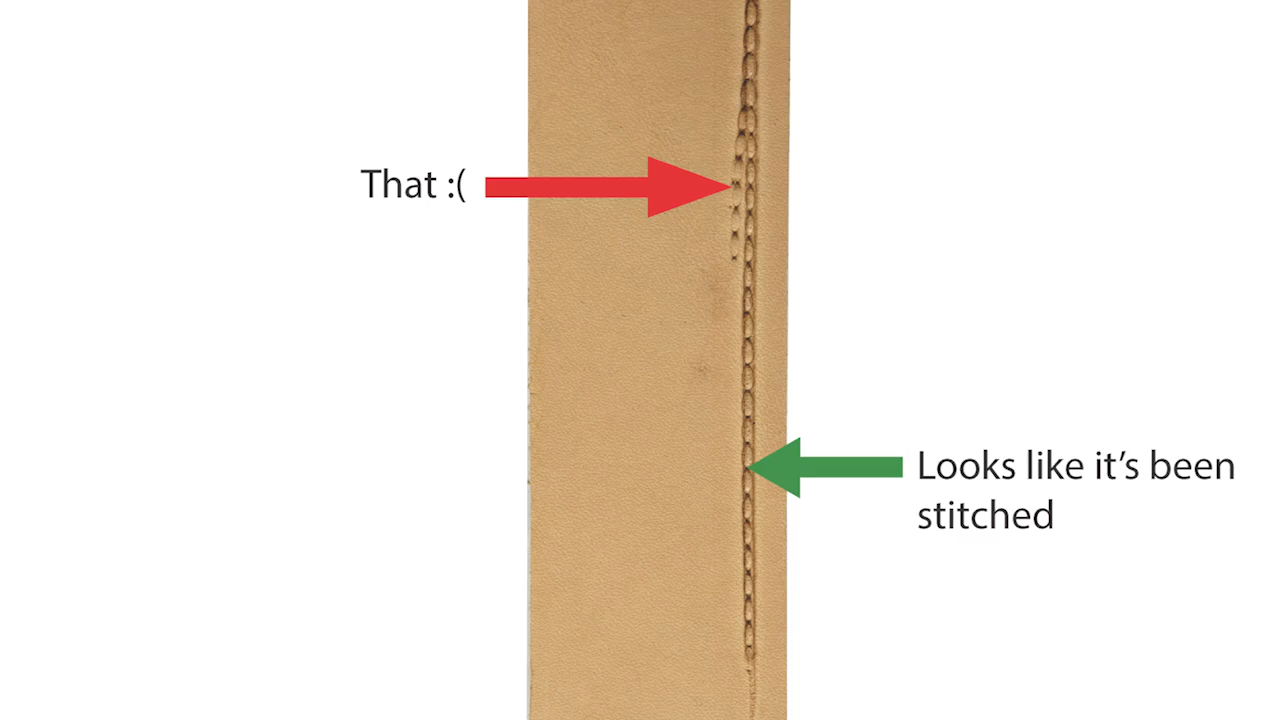 That :(
Looks like it’s been
stitched